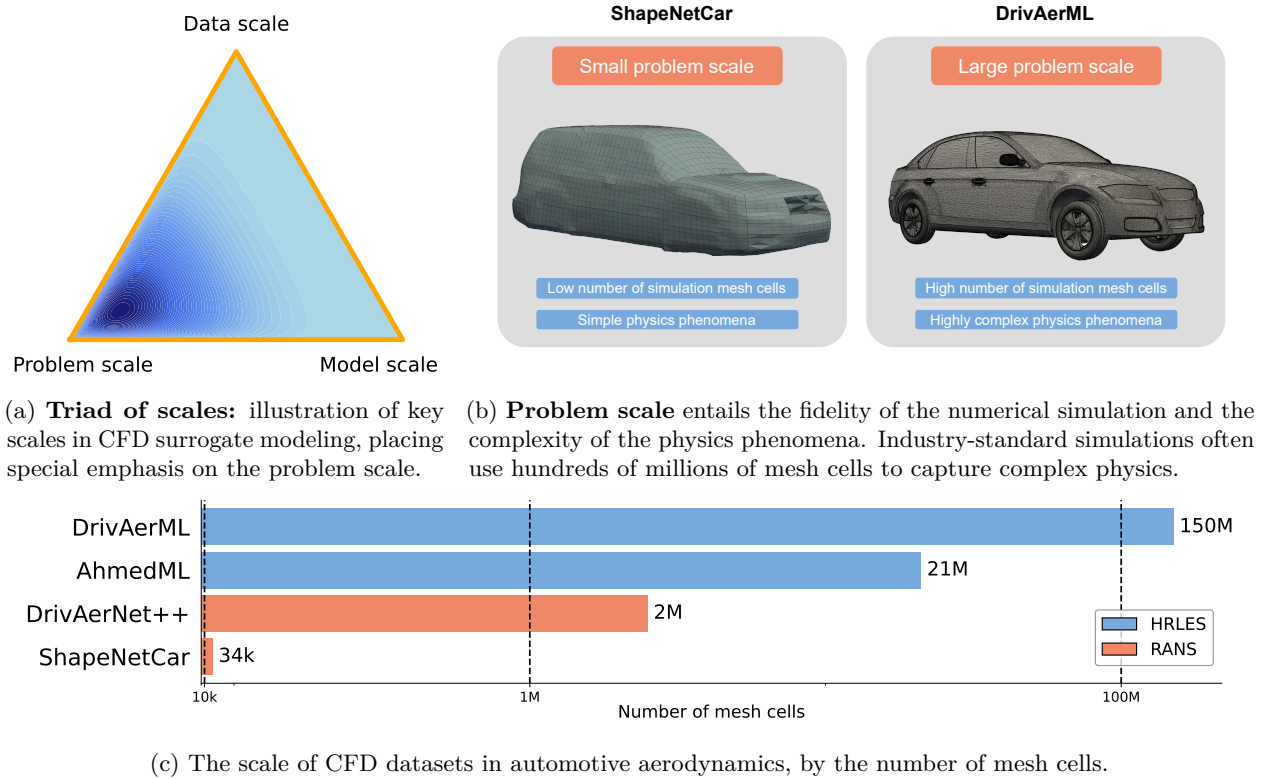 Data scale
Problem scale
Model scale
ShapeNetCar
Small problem scale
Low number of simulation mesh cells
Simple physics phenomena
DrivAerML
Large problem scale
High number of simulation mesh cells
Highly complex physics phenomena
(a) Triad of scales: illustration of key
scales in CFD surrogate modeling, placing
special emphasis on the problem scale.
(b) Problem scale entails the fidelity of the numerical simulation and the
complexity of the physics phenomena. Industry-standard simulations often
use hundreds of millions of mesh cells to capture complex physics.
DrivAerML
150M
AhmedML
21M
DrivAerNet++
2M
ShapeNetCar
34k
HRLES
RANS
10k
1M
100M
Number of mesh cells
(c) The scale of CFD datasets in automotive aerodynamics, by the number of mesh cells.